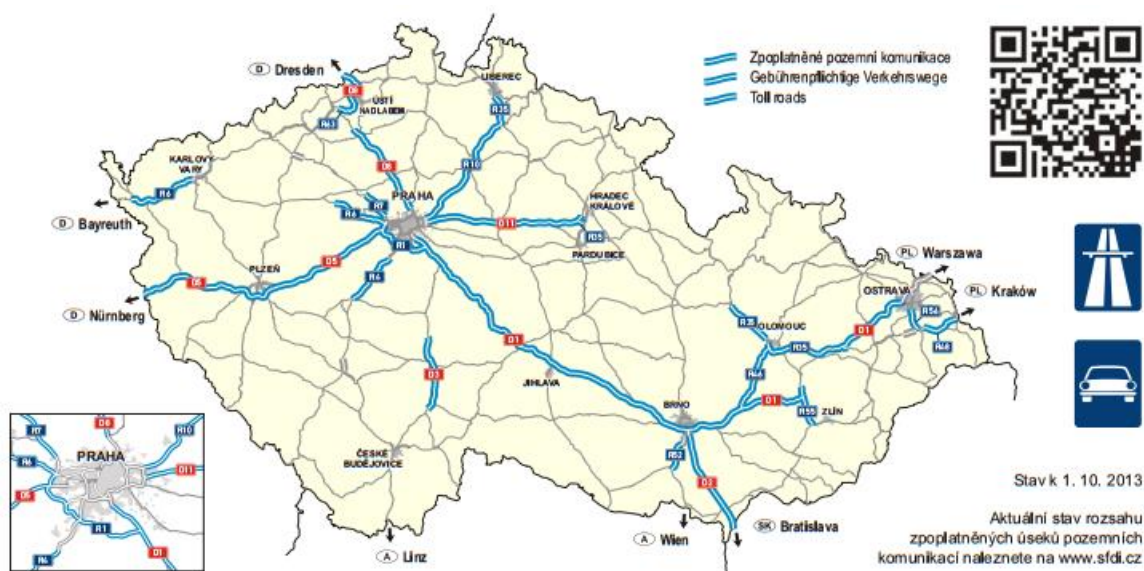 D Dresden
D8
ÚSTÍ
NAD LABEM
R63
LIBEREC
R35
Zpoplatněné pozemní komunikace
Gebührenpflichtige Verkehrswege
Toll roads
KARLOVY
VARY
R6
D Bayreuth
D8
R10
PRAHA
R7
R6
R1
D11
HRADEC
KRÁLOVÉ
R35
PARDUBICE
D5
PLZEŇ
D5
D Nürnberg
D1
D3
JIHLAVA
ČESKÉ
BUDĚJOVICE
A Linz
PL Warszawa
OSTRAVA
PL Kraków
R56
R48
D1
R35
OLOMOUC
R35
R46
D1
R55
ZLÍN
BRNO
R52
D2
A Wien
SK Bratislava
R7
D8
R10
PRAHA
R6
D11
D5
R1
R4
D1
Stav k 1. 10. 2013
Aktuální stav rozsahu
zpoplatněných úseků pozemních
komunikací naleznete na www.sfdi.cz